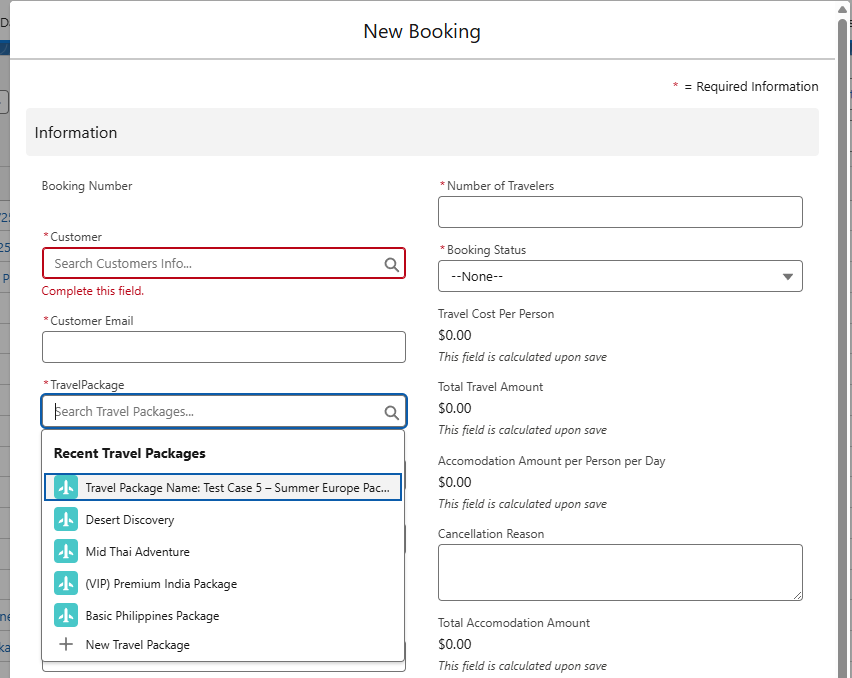 New Booking
* = Required Information
Information
Booking Number
*Customer
Search Customers Info...
Complete this field.
*Customer Email
*TravelPackage
Search Travel Packages...
Recent Travel Packages
Travel Package Name: Test Case 5 – Summer Europe Pac...
Desert Discovery
Mid Thai Adventure
(VIP) Premium India Package
Basic Philippines Package
New Travel Package
*Number of Travelers
*Booking Status
--None--
Travel Cost Per Person
$0.00
This field is calculated upon save
Total Travel Amount
$0.00
This field is calculated upon save
Accomodation Amount per Person per Day
$0.00
This field is calculated upon save
Cancellation Reason
Total Accomodation Amount
$0.00
This field is calculated upon save